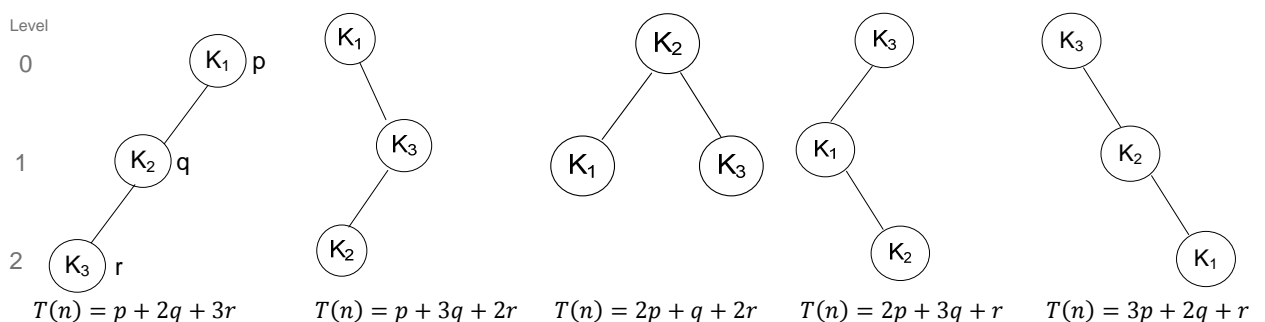 Level
0
K₁ p
K₁
K₂
K₃
K₃
K₃
1
K₂ q
K₁
K₃
K₁
K₂
2
K₃ r
K₂
K₂
K₁
T(n) = p + 2q + 3r
T(n) = p + 3q + 2r
T(n) = 2p + q + 2r
T(n) = 2p + 3q + r
T(n) = 3p + 2q + r